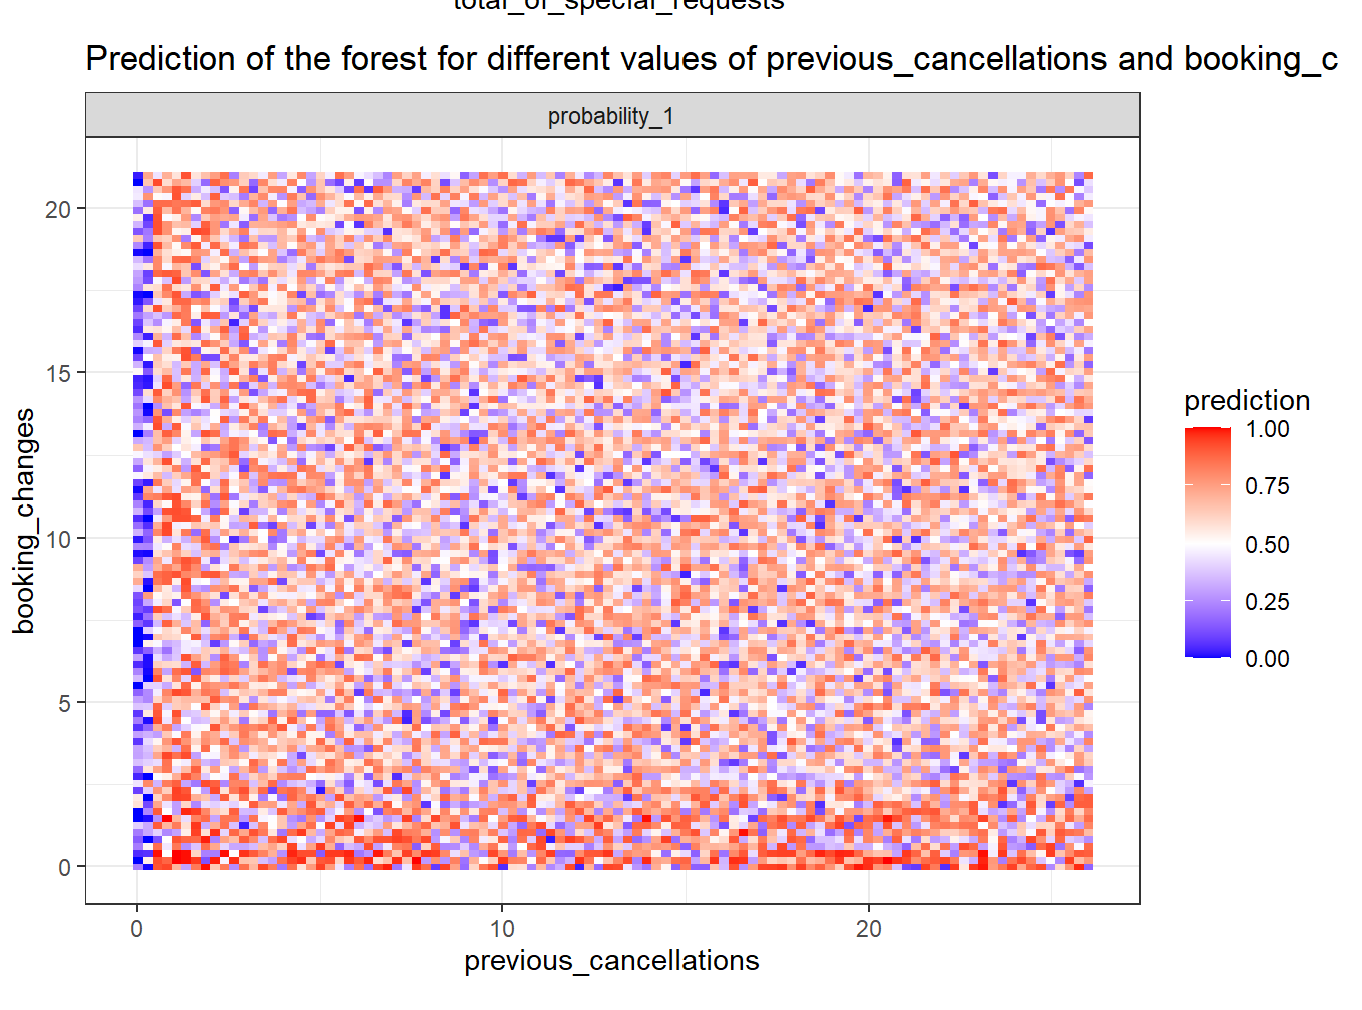 total_of_special_requests
Prediction of the forest for different values of previous_cancellations and booking_c
probability_1
20
15
10
5
0
booking_changes
0
10
20
previous_cancellations
prediction
1.00
0.75
0.50
0.25
0.00